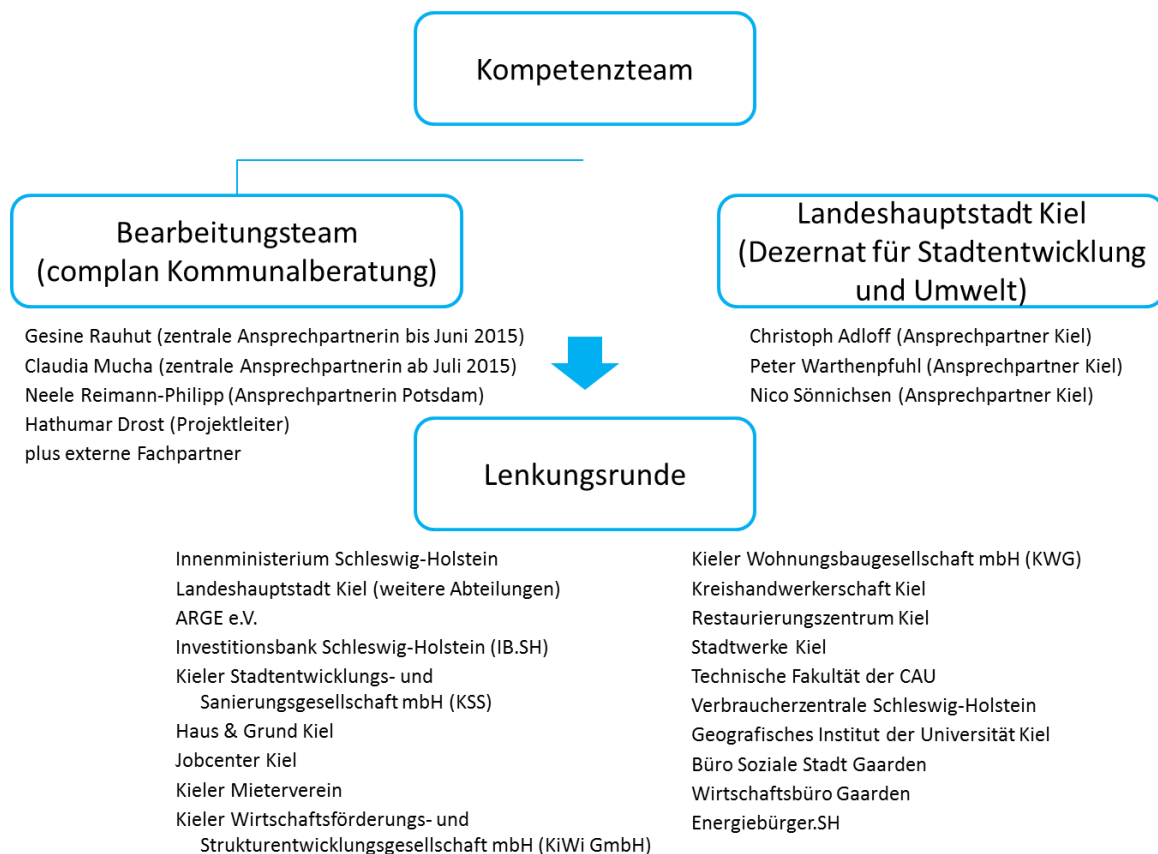 Kompetenzteam
Bearbeitungsteam
(complan Kommunalberatung)
Gesine Rauhut (zentrale Ansprechpartnerin bis Juni 2015)
Claudia Mucha (zentrale Ansprechpartnerin ab Juli 2015)
Neele Reimann-Philipp (Ansprechpartnerin Potsdam)
Hathumar Drost (Projektleiter)
plus externe Fachpartner
Landeshauptstadt Kiel
(Dezernat für Stadtentwicklung
und Umwelt)
Christoph Adloff (Ansprechpartner Kiel)
Peter Warthenpfuhl (Ansprechpartner Kiel)
Nico Sönnichsen (Ansprechpartner Kiel)
Lenkungsrunde
Innenministerium Schleswig-Holstein
Landeshauptstadt Kiel (weitere Abteilungen)
ARGE e.V.
Investitionsbank Schleswig-Holstein (IB.SH)
Kieler Stadtentwicklungs- und
Sanierungsgesellschaft mbH (KSS)
Haus & Grund Kiel
Jobcenter Kiel
Kieler Mieterverein
Kieler Wirtschaftsförderungs- und
Strukturentwicklungsgesellschaft mbH (KiWi GmbH)
Kieler Wohnungsbaugesellschaft mbH (KWG)
Kreishandwerkerschaft Kiel
Restaurierungszentrum Kiel
Stadtwerke Kiel
Technische Fakultät der CAU
Verbraucherzentrale Schleswig-Holstein
Geografisches Institut der Universität Kiel
Büro Soziale Stadt Gaarden
Wirtschaftsbüro Gaarden
Energiebürger.SH